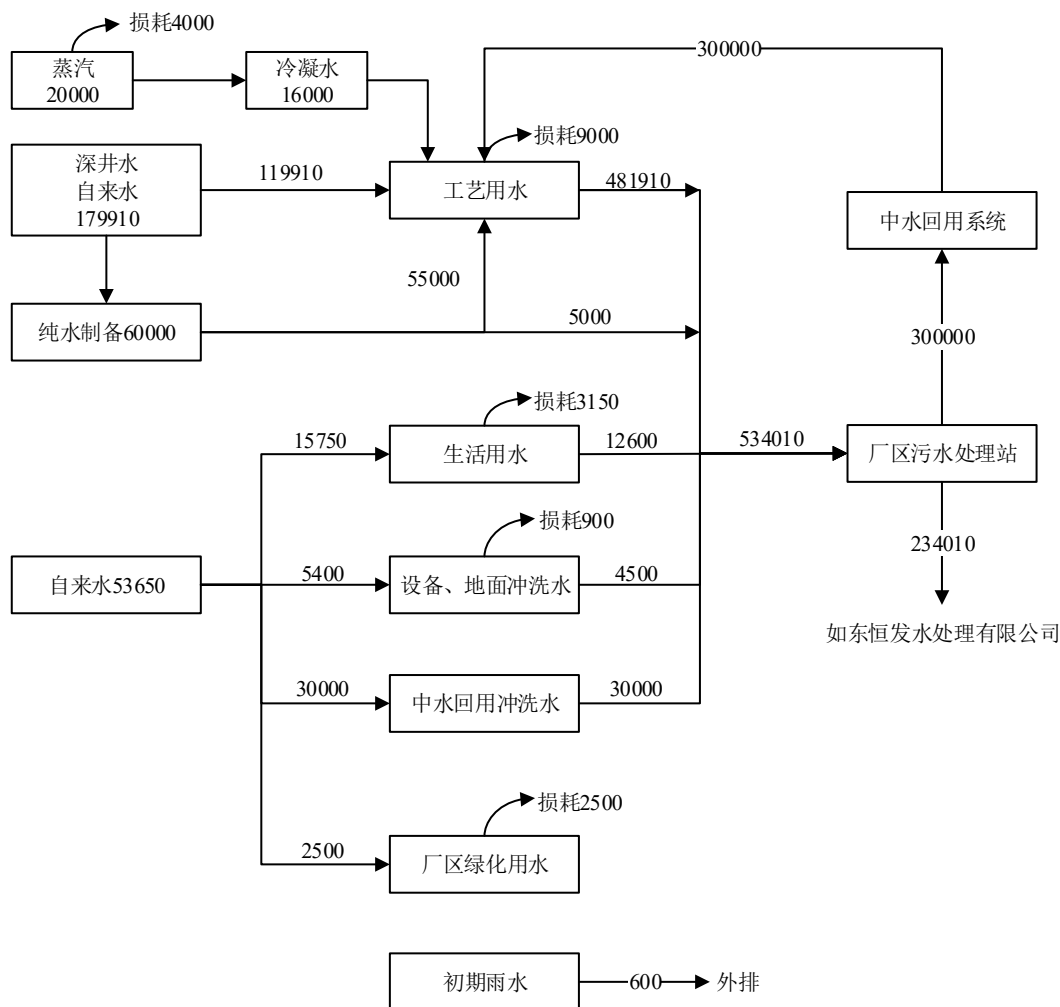 损耗4000
蒸汽
20000
冷凝水
16000
300000
损耗9000
深井水
自来水
179910
119910
工艺用水
481910
中水回用系统
55000
纯水制备60000
5000
300000
损耗3150
15750
生活用水
12600
534010
厂区污水处理站
损耗900
234010
自来水53650
5400
设备、地面冲洗水
4500
如东恒发水处理有限公司
30000
中水回用冲洗水
30000
损耗2500
2500
厂区绿化用水
初期雨水
600
外排